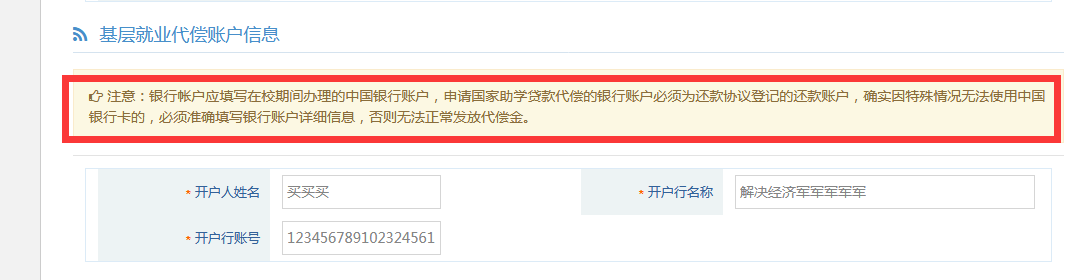 基层就业代偿账户信息
注意：银行帐户应填写在校期间办理的中国银行账户，申请国家助学贷款代偿的银行账户必须为还款协议登记的还款账户，确实因特殊情况无法使用中国
银行卡的，必须准确填写银行账户详细信息，否则无法正常发放代偿金。
* 开户人姓名 买买买 * 开户行名称 解决经济军军军军军
* 开户行账号 123456789102324561